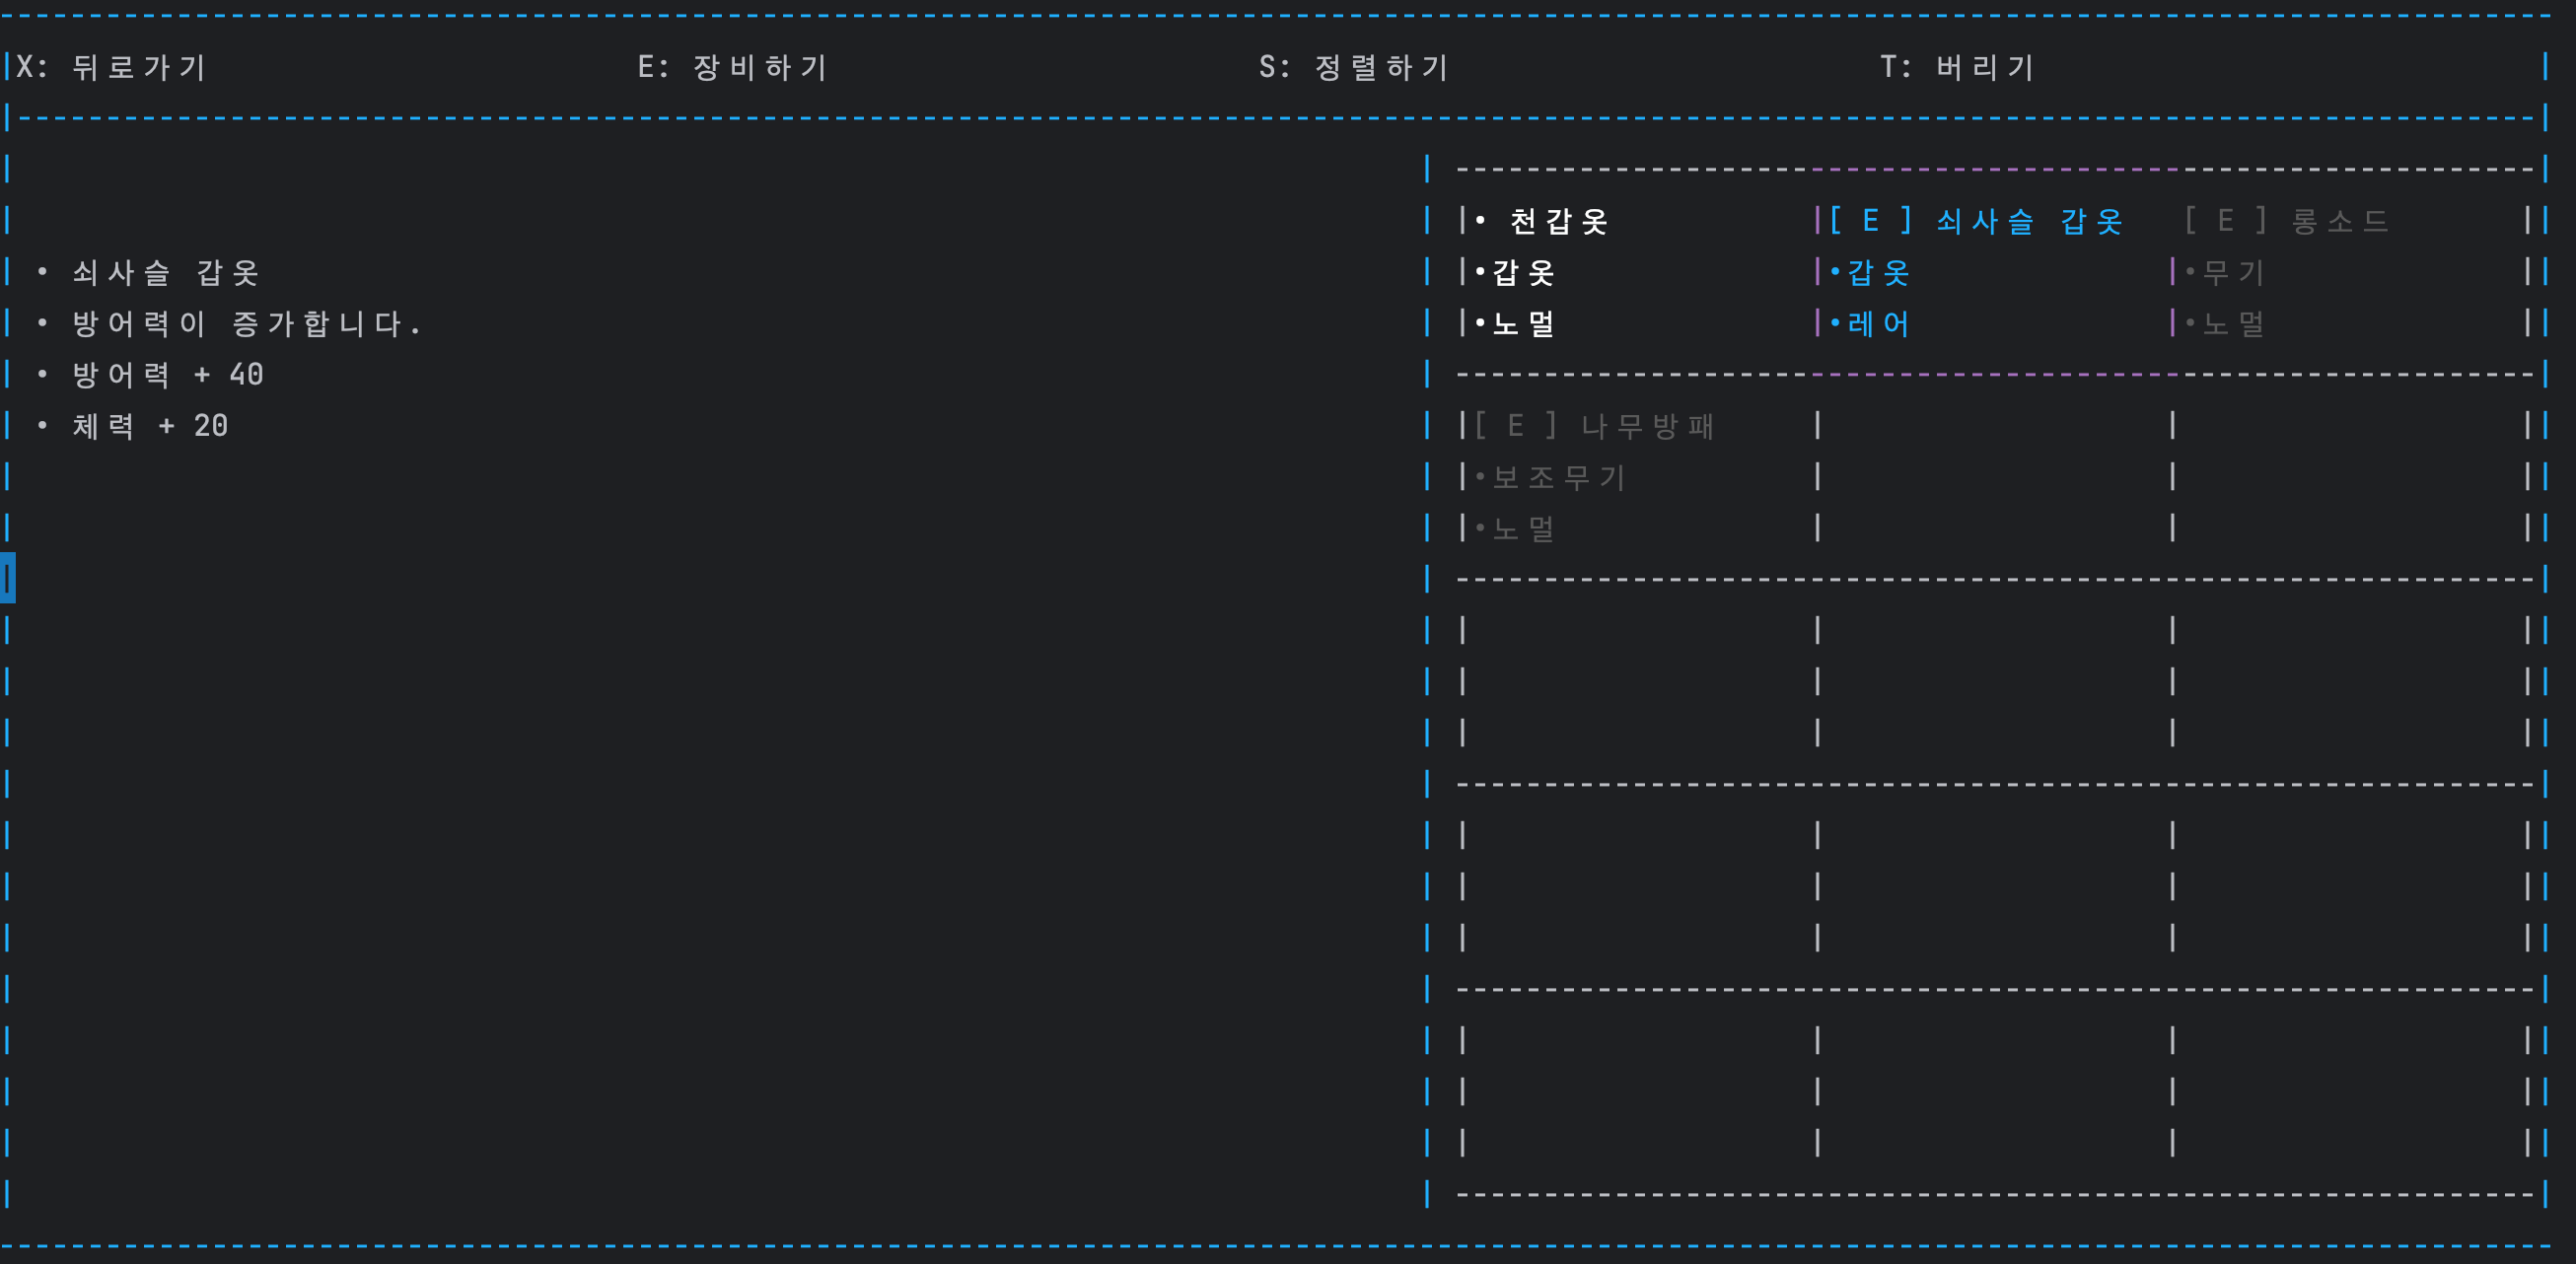 X: 뒤로가기 E: 장비하기 S: 정렬하기 T: 버리기
• 쇠사슬 갑옷
• 방어력이 증가합니다.
• 방어력 + 40
• 체력 + 20
• 천갑옷
•갑옷
•노멀
[ E ] 쇠사슬 갑옷
•갑옷
•레어
[ E ] 롱소드
•무기
•노멀
[ E ] 나무방패
•보조무기
•노멀